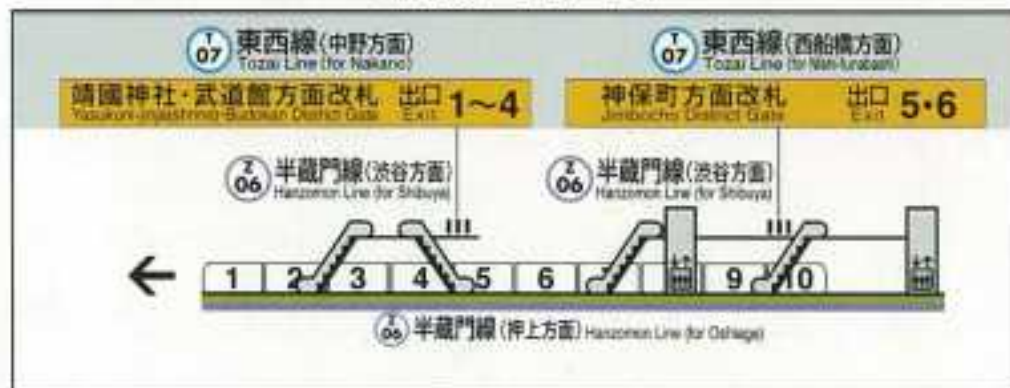 T 07 東西線(中野方面)
Tozai Line (for Nakano)
靖國神社・武道館方面改札 出口 1〜4
Yasukuni-jinja Shrine・Budokan District Gate Exit
T 07 東西線(西船橋方面)
Tozai Line (for Nishi-funabashi)
神保町方面改札 出口 5・6
Jimbocho District Gate Exit
Z 06 半蔵門線(渋谷方面)
Hanzomon Line (for Shibuya)
Z 06 半蔵門線(渋谷方面)
Hanzomon Line (for Shibuya)
← 1 2 3 4 5 6 9 10
Z 06 半蔵門線(押上方面) Hanzomon Line (for Oshiage)